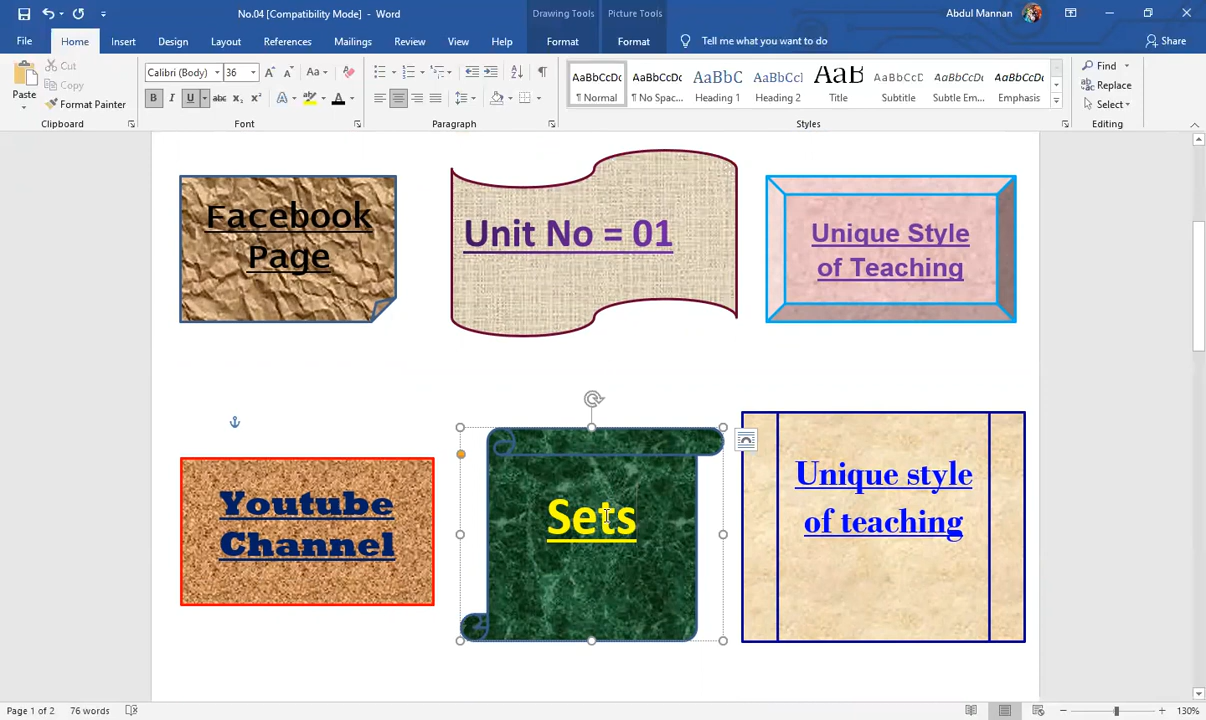 No.04 [Compatibility Mode] - Word
Drawing Tools
Picture Tools
Abdul Mannan
File
Home
Insert
Design
Layout
References
Mailings
Review
View
Help
Format
Format
Tell me what you want to do
Share
Paste
Cut
Copy
Format Painter
Clipboard
Calibri (Body)
36
Font
Paragraph
AaBbCcDc
¶ Normal
AaBbCcDc
¶ No Spac...
AaBbC
Heading 1
AaBbCcI
Heading 2
AaB
Title
AaBbCcD
Subtitle
AaBbCcDc
Subtle Em...
AaBbCcDc
Emphasis
Styles
Find
Replace
Select
Editing
Facebook
Page
Unit No = 01
Unique Style
of Teaching
Youtube
Channel
Sets
Unique style
of teaching
Page 1 of 2
76 words
130%